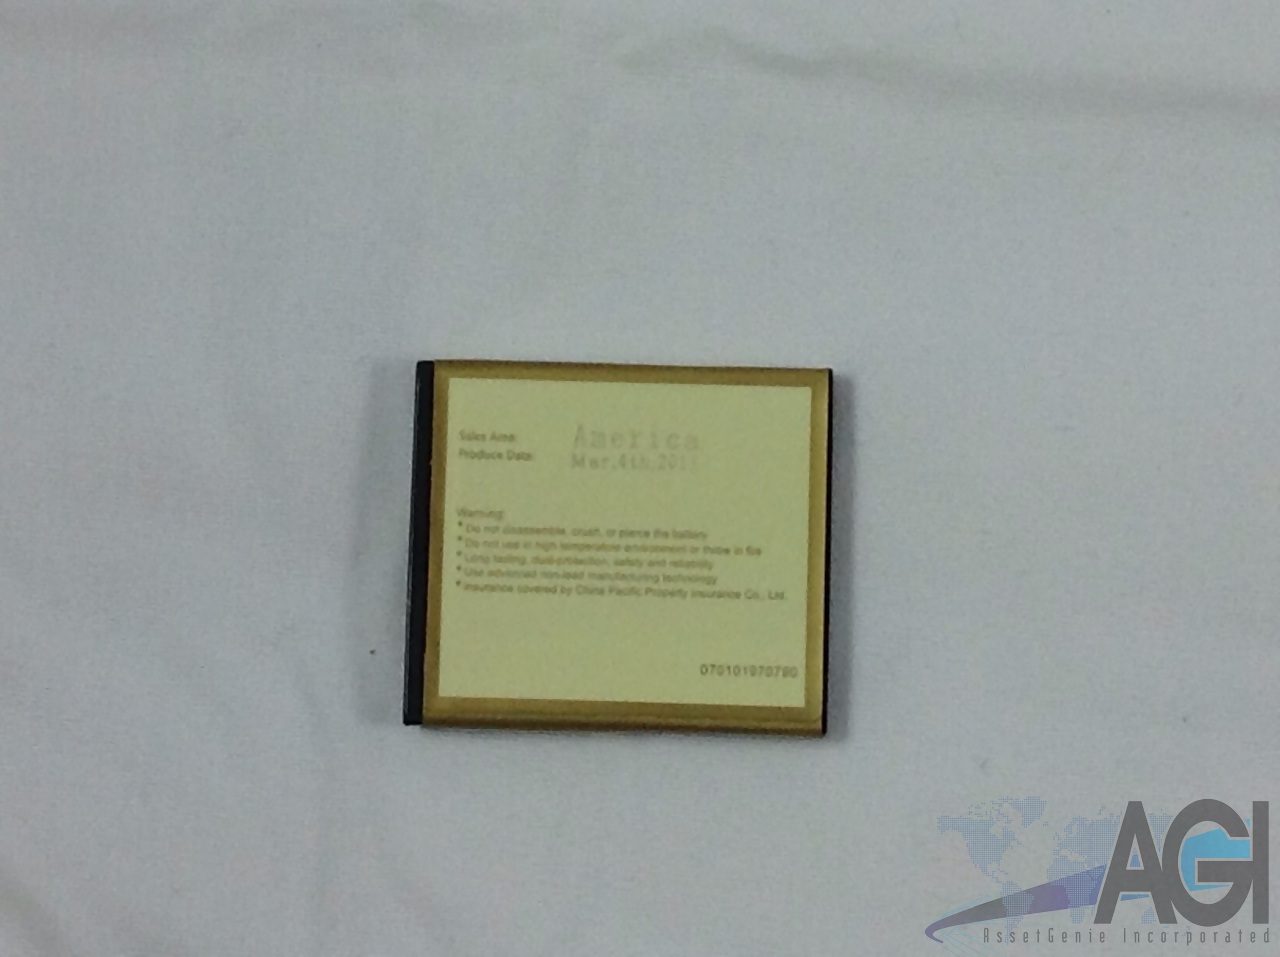 Sales Area: America
Produce Date: Mar.4th.2011
Warning:
* Do not disassemble, crush, or pierce the battery
* Do not use in high temperature environment or throw in fire
* Long lasting, dual-protection, safety and reliability
* Use advanced non-lead manufacturing technology
* Insurance covered by China Pacific Property Insurance Co., Ltd.
070101970780
AGI
AssetGenie Incorporated